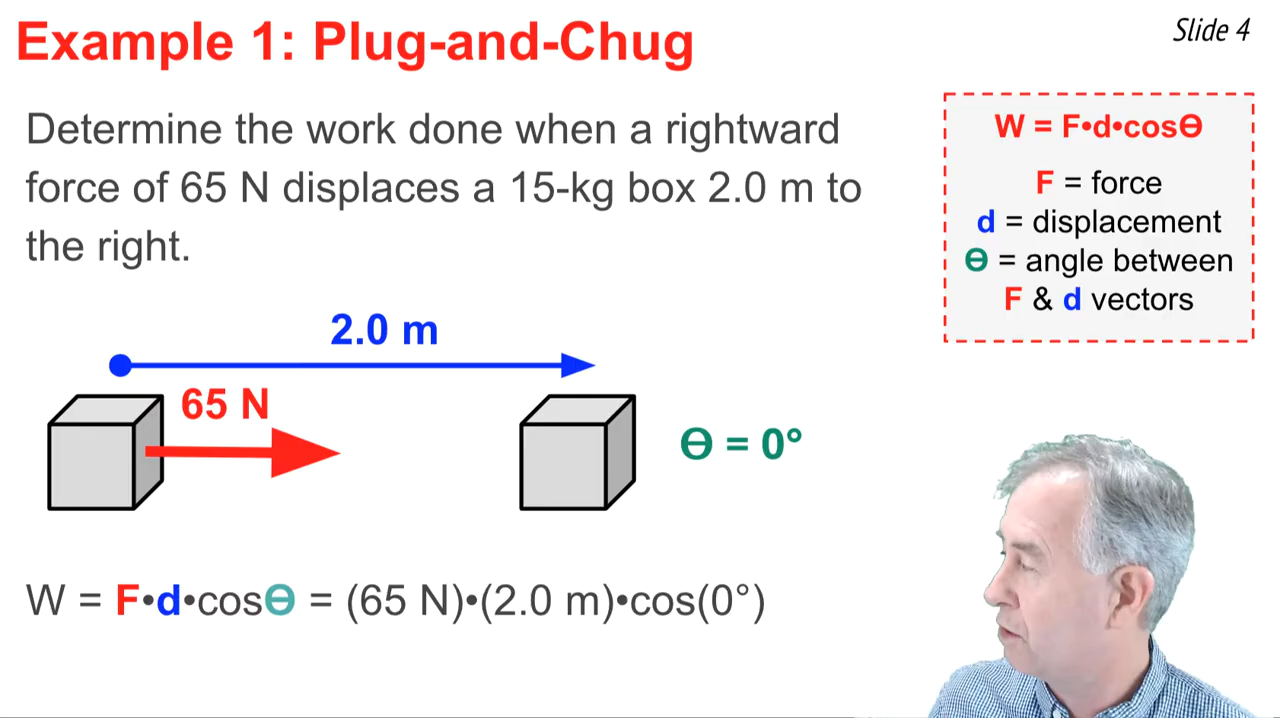 Example 1: Plug-and-Chug
Slide 4
Determine the work done when a rightward
force of 65 N displaces a 15-kg box 2.0 m to
the right.
W = F•d•cosΘ
F = force
d = displacement
Θ = angle between
F & d vectors
2.0 m
65 N
Θ = 0°
W = F•d•cosΘ = (65 N)•(2.0 m)•cos(0°)